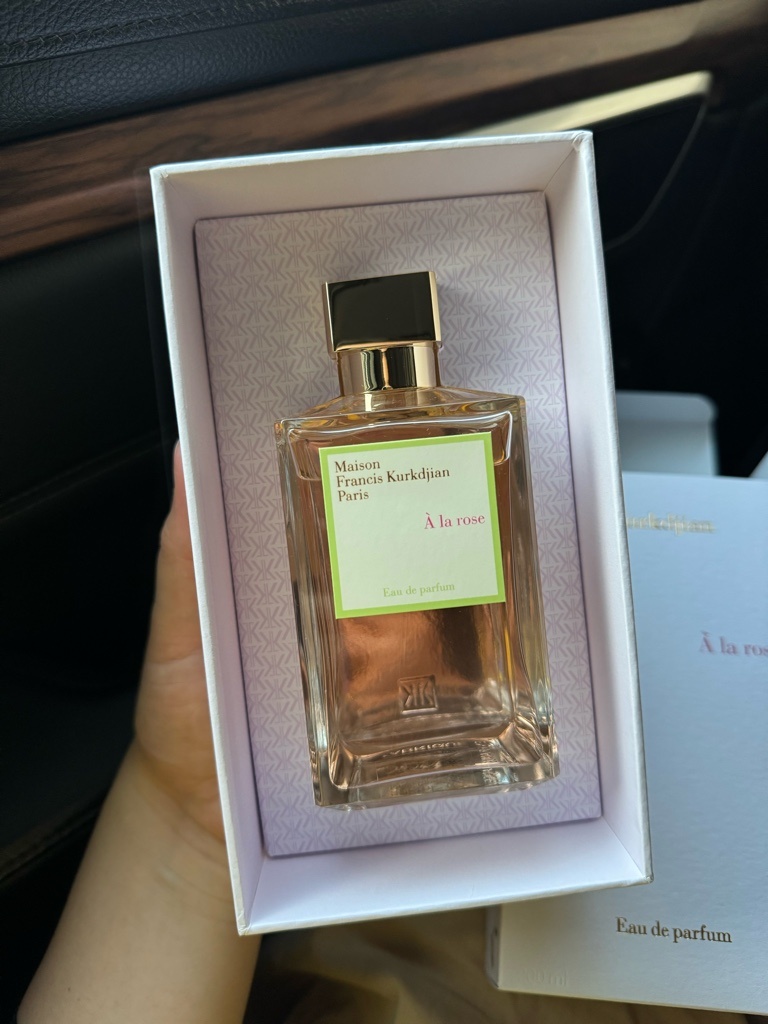 Maison
Francis Kurkdjian
Paris
À la rose
Eau de parfum
À la rose
Eau de parfum